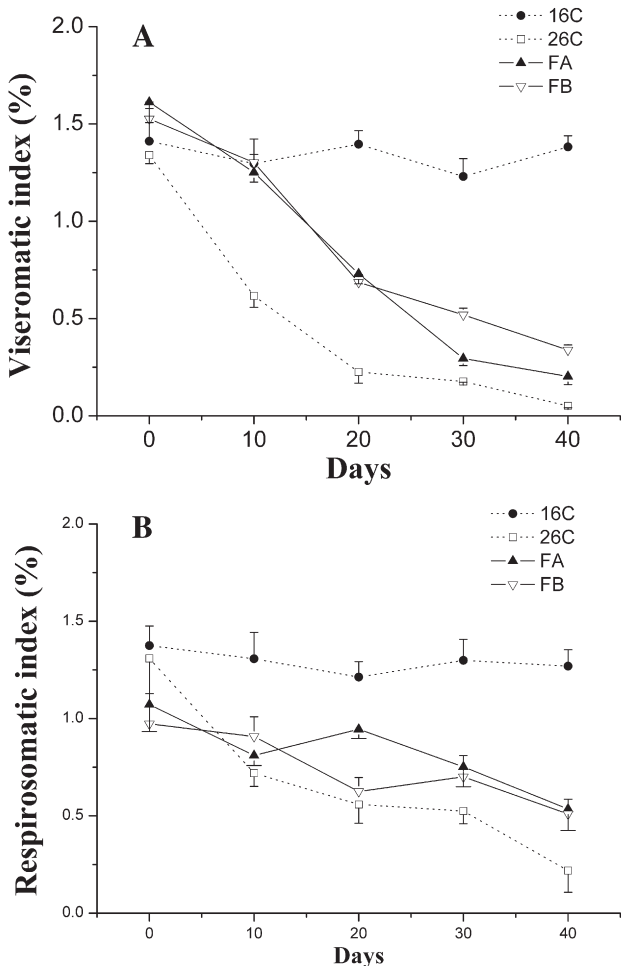 A
16C
26C
FA
FB
Viseromatic index (%)
2.0
1.5
1.0
0.5
0.0
0 10 20 30 40
Days
B
16C
26C
FA
FB
Respirosomatic index (%)
2.0
1.5
1.0
0.5
0.0
0 10 20 30 40
Days